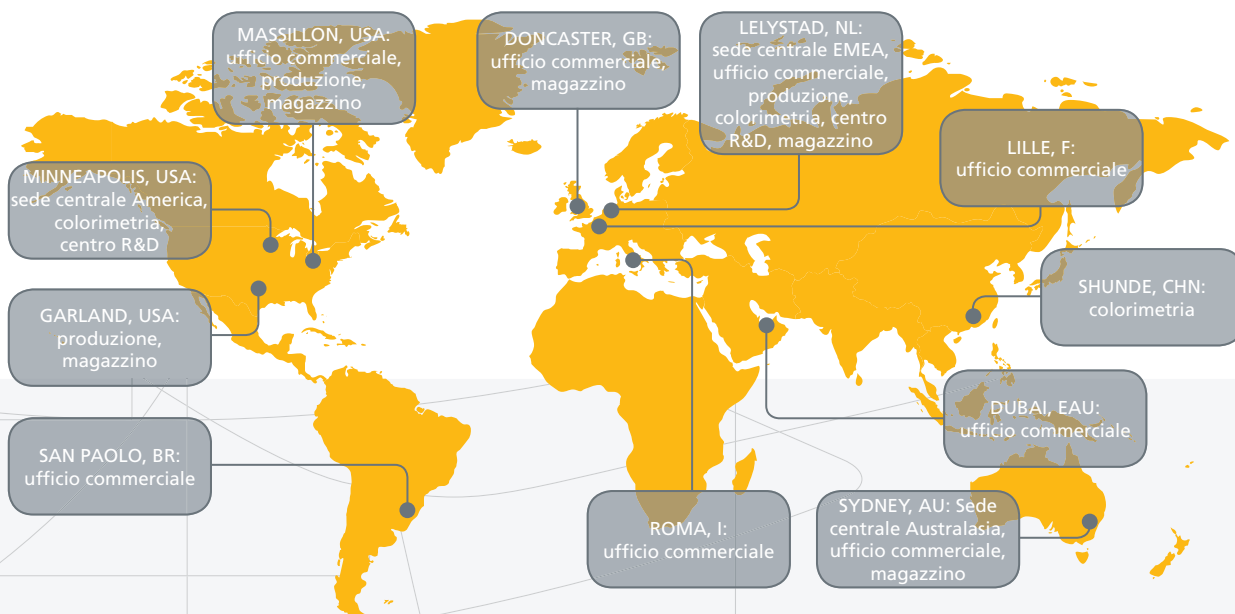 MASSILLON, USA:
ufficio commerciale,
produzione,
magazzino
DONCASTER, GB:
ufficio commerciale,
magazzino
LELYSTAD, NL:
sede centrale EMEA,
ufficio commerciale,
produzione,
colorimetria, centro
R&D, magazzino
LILLE, F:
ufficio commerciale
MINNEAPOLIS, USA:
sede centrale America,
colorimetria,
centro R&D
SHUNDE, CHN:
colorimetria
GARLAND, USA:
produzione,
magazzino
DUBAI, EAU:
ufficio commerciale
SAN PAOLO, BR:
ufficio commerciale
ROMA, I:
ufficio commerciale
SYDNEY, AU: Sede
centrale Australasia,
ufficio commerciale,
magazzino